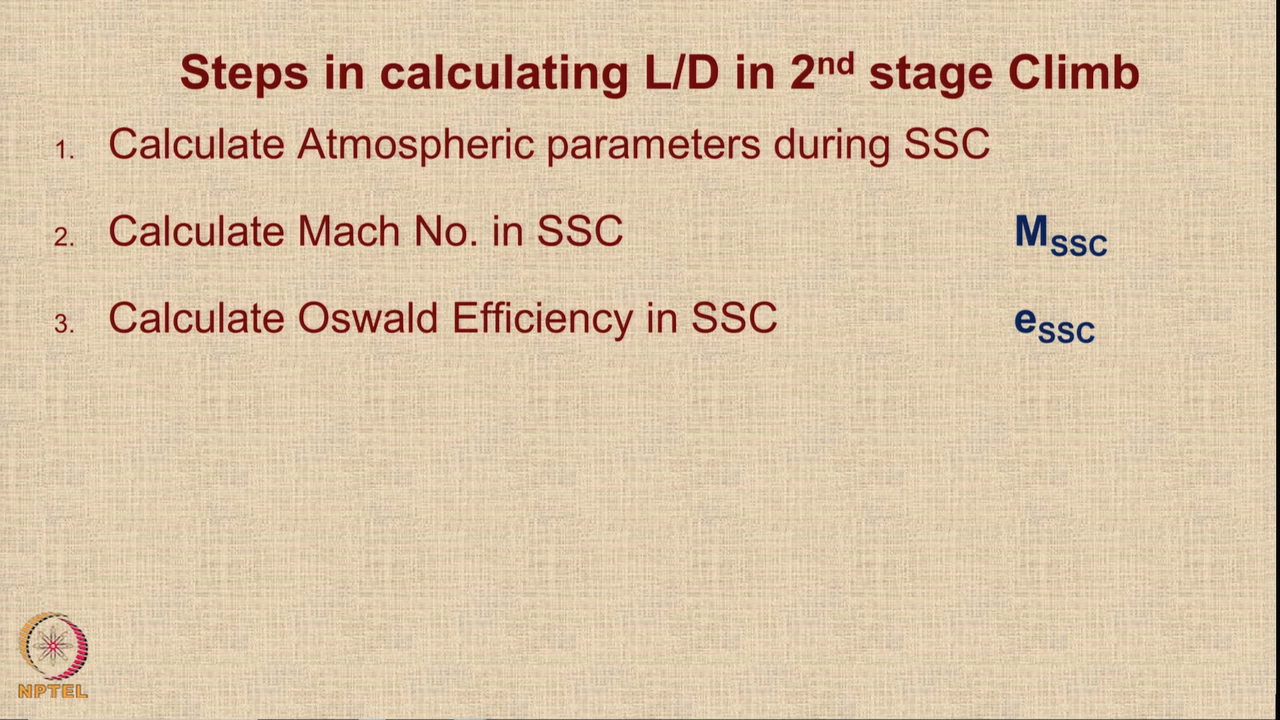 Steps in calculating L/D in 2nd stage Climb
1. Calculate Atmospheric parameters during SSC
2. Calculate Mach No. in SSC MSSC
3. Calculate Oswald Efficiency in SSC eSSC
NPTEL